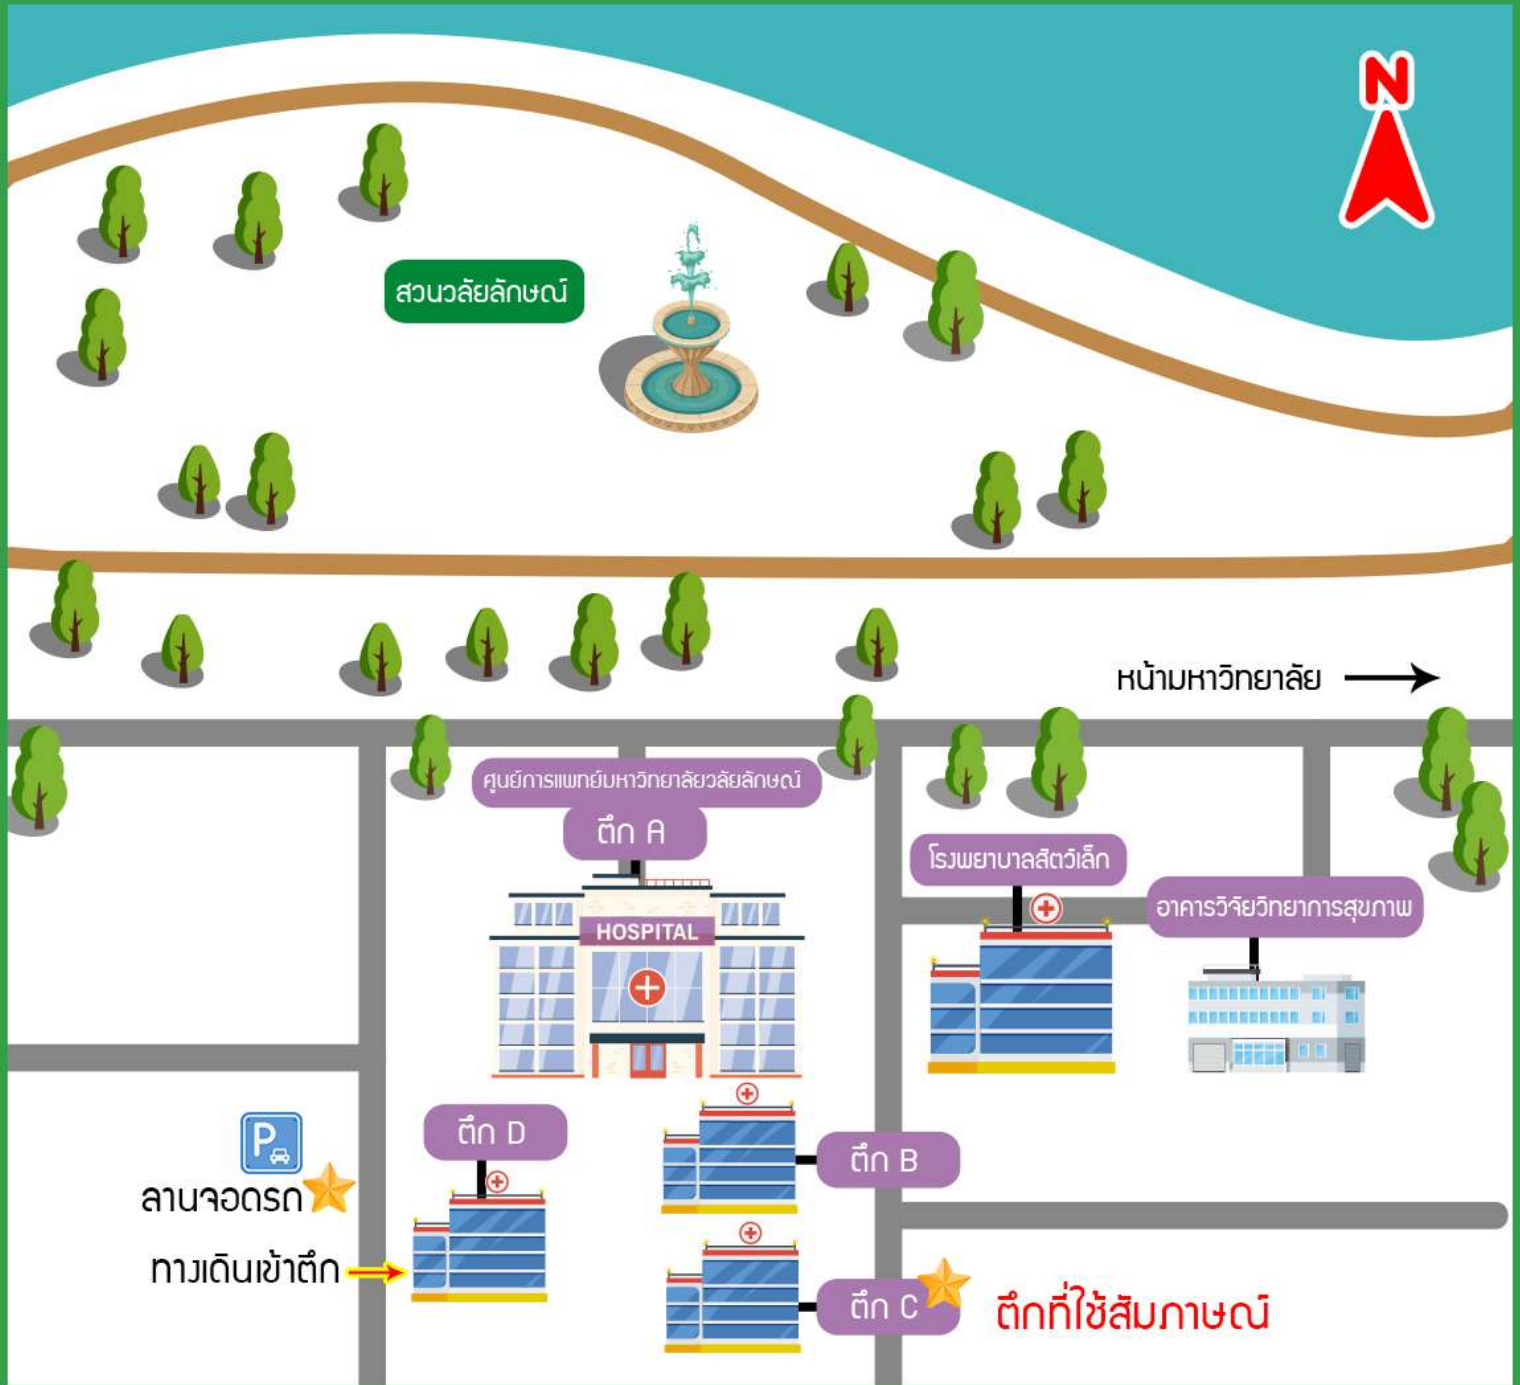 N
สวนวลัยลักษณ์
หน้ามหาวิทยาลัย
ศูนย์การแพทย์มหาวิทยาลัยวลัยลักษณ์
ตึก A
HOSPITAL
โรงพยาบาลสัตว์เล็ก
อาคารวิจัยวิทยาการสุขภาพ
P
ลานจอดรถ
ทางเดินเข้าตึก
ตึก D
ตึก B
ตึก C
ตึกที่ใช้สัมภาษณ์